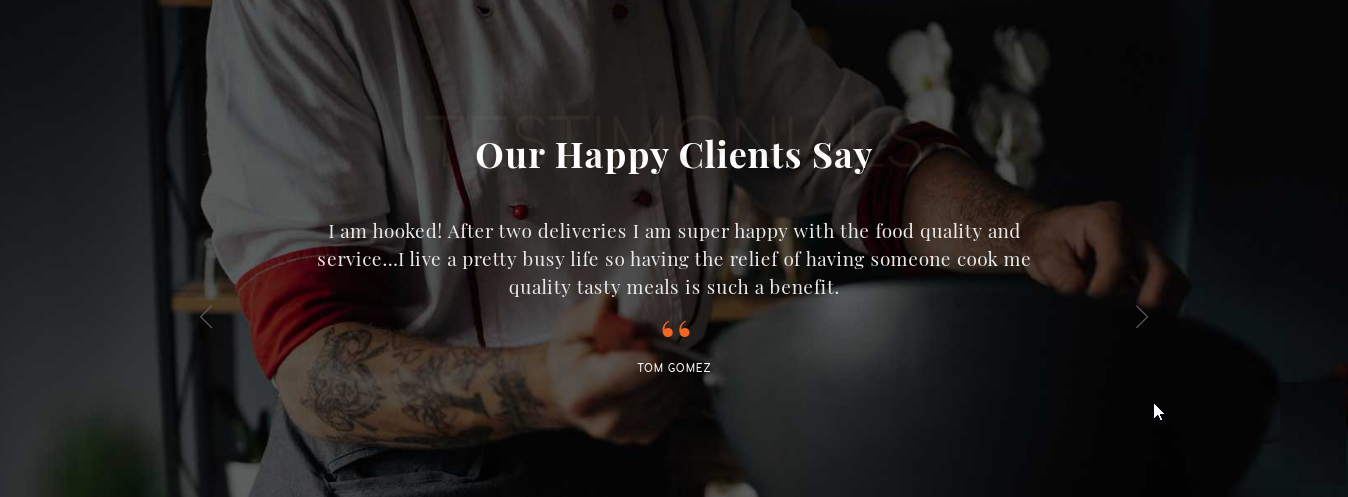 TESTIMONIALS
Our Happy Clients Say
I am hooked! After two deliveries I am super happy with the food quality and
service...I live a pretty busy life so having the relief of having someone cook me
quality tasty meals is such a benefit.
“
TOM GOMEZ